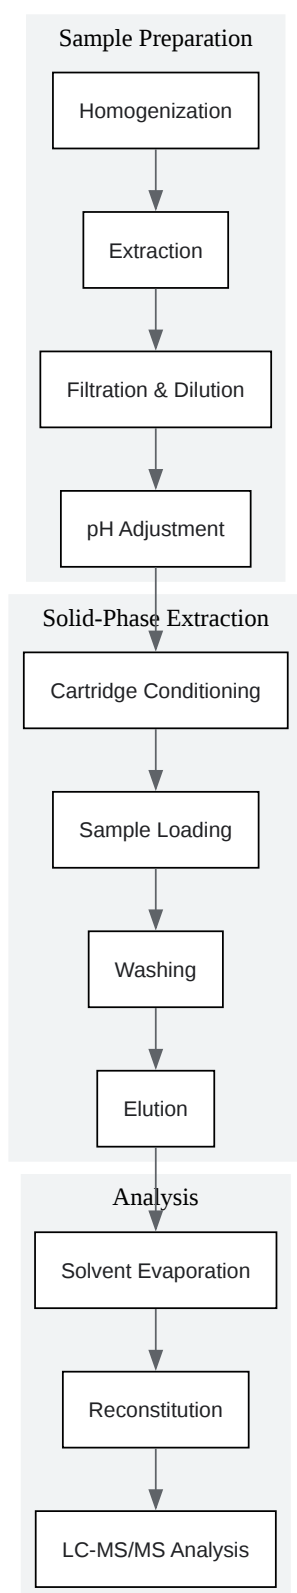 Sample Preparation
Homogenization
Extraction
Filtration & Dilution
pH Adjustment
Solid-Phase Extraction
Cartridge Conditioning
Sample Loading
Washing
Elution
Analysis
Solvent Evaporation
Reconstitution
LC-MS/MS Analysis